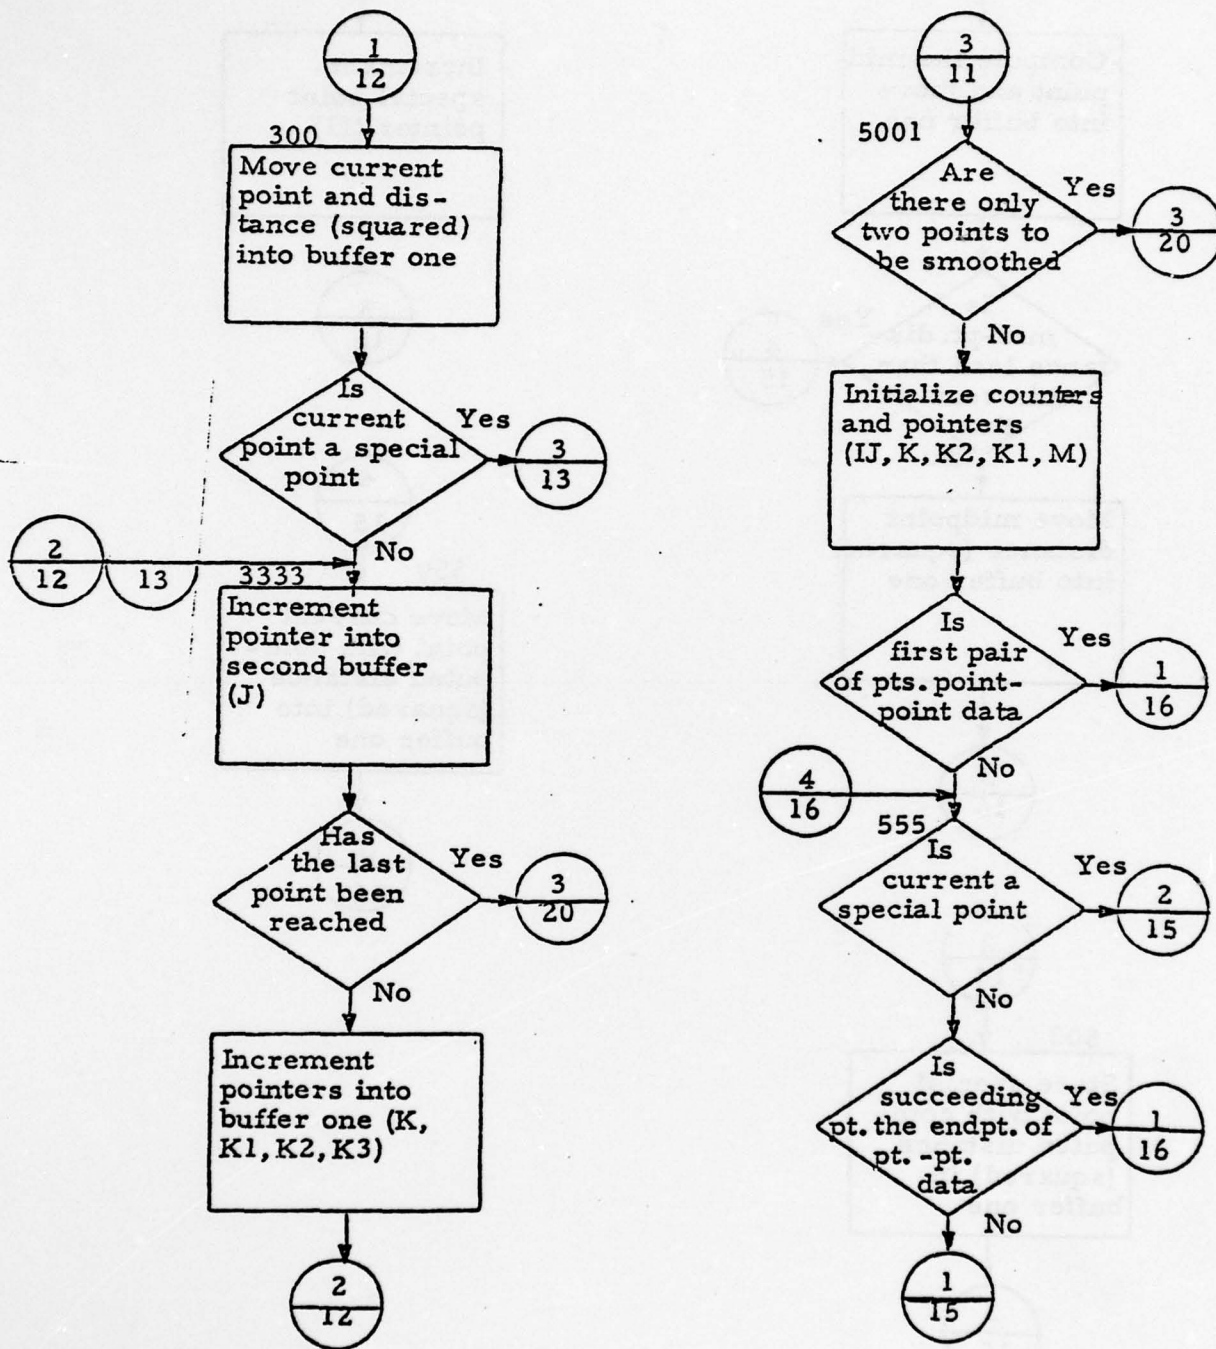 1
12
300
Move current
point and dis-
tance (squared)
into buffer one
Is
current
point a special
point
Yes
3
13
No
2
12
13
3333
Increment
pointer into
second buffer
(J)
Has
the last
point been
reached
Yes
3
20
No
Increment
pointers into
buffer one (K,
K1, K2, K3)
2
12
3
11
5001
Are
there only
two points to
be smoothed
Yes
3
20
No
Initialize counters
and pointers
(IJ, K, K2, K1, M)
Is
first pair
of pts. point-
point data
Yes
1
16
No
4
16
555
Is
current a
special point
Yes
2
15
No
Is
succeeding
pt. the endpt. of
pt. -pt.
data
Yes
1
16
No
1
15